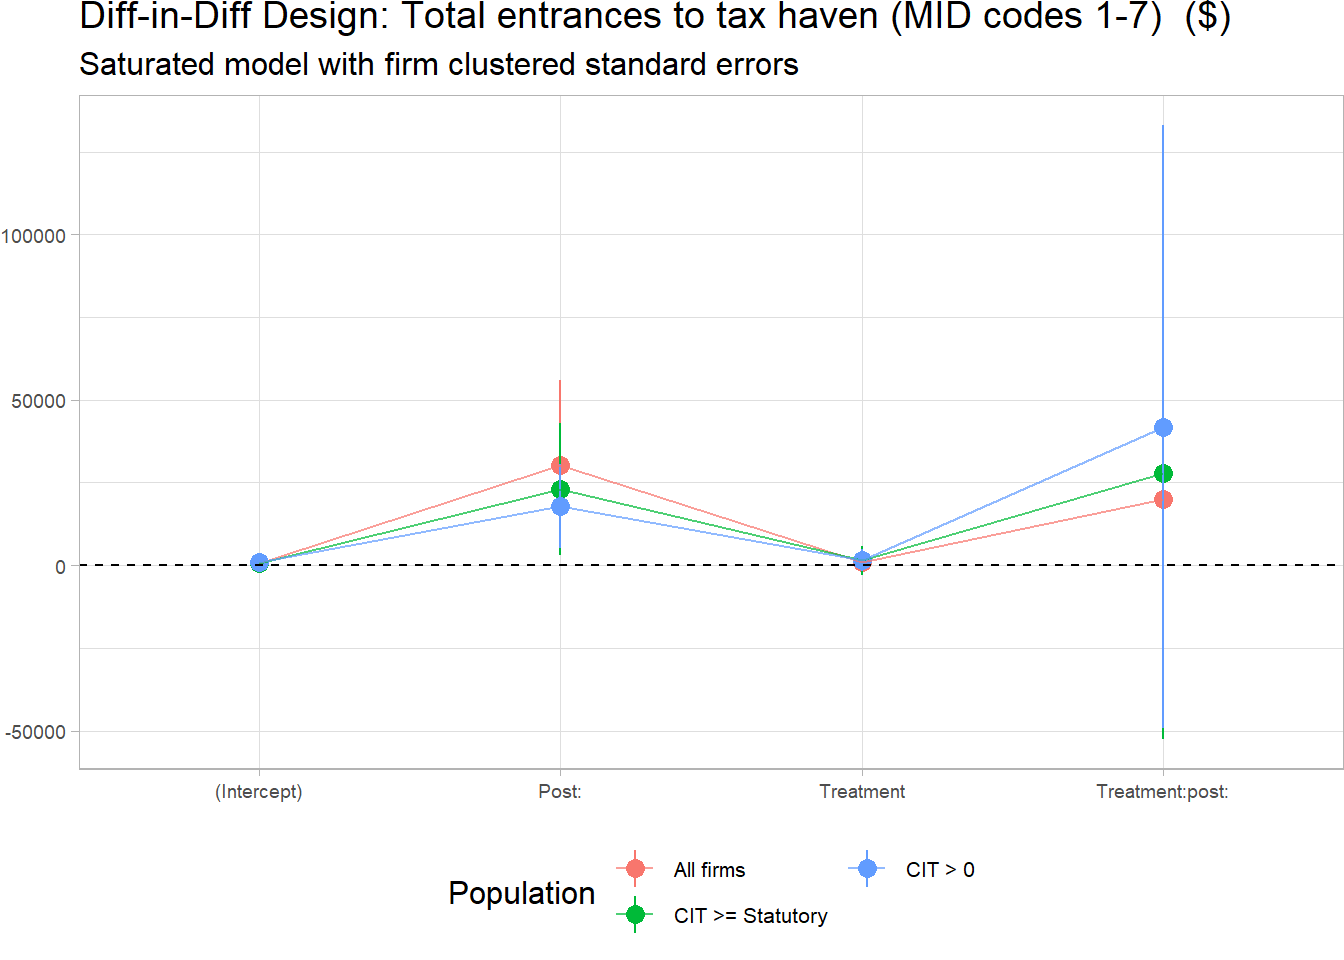 Diff-in-Diff Design: Total entrances to tax haven (MID codes 1-7)  ($)
Saturated model with firm clustered standard errors
100000
50000
0
-50000
(Intercept)
Post:
Treatment
Treatment:post:
Population
All firms
CIT > 0
CIT >= Statutory